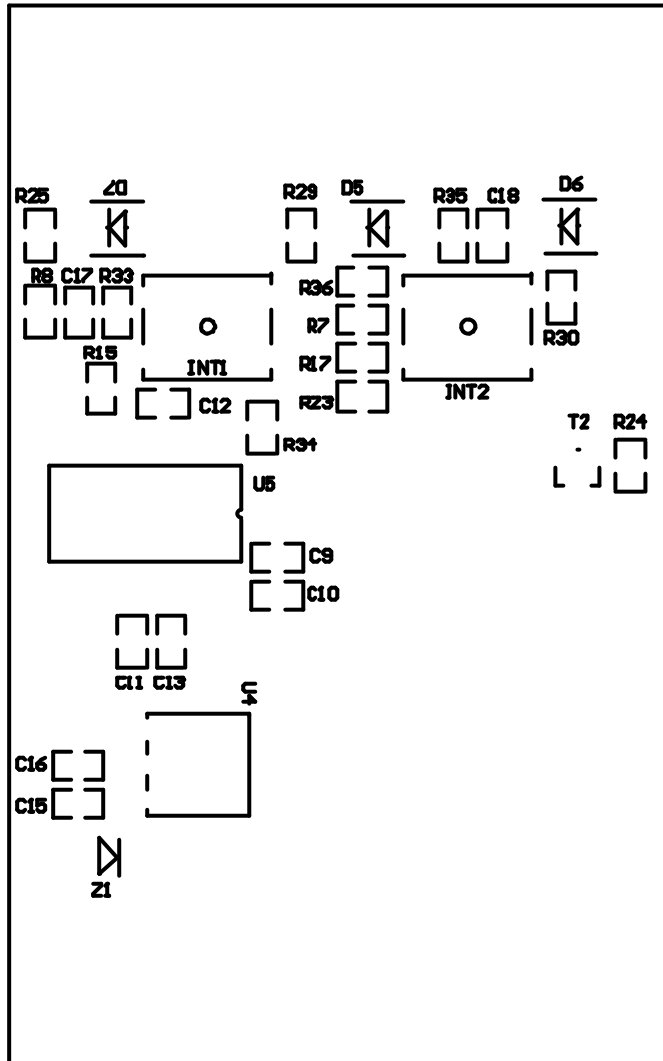 R25
D7
R29
D5
R35
C18
D6
R8
C17
R33
R36
R7
R30
R15
INT1
R17
INT2
C12
R23
R34
T2
R24
U5
C9
C10
C11
C13
U4
C16
C15
Z1